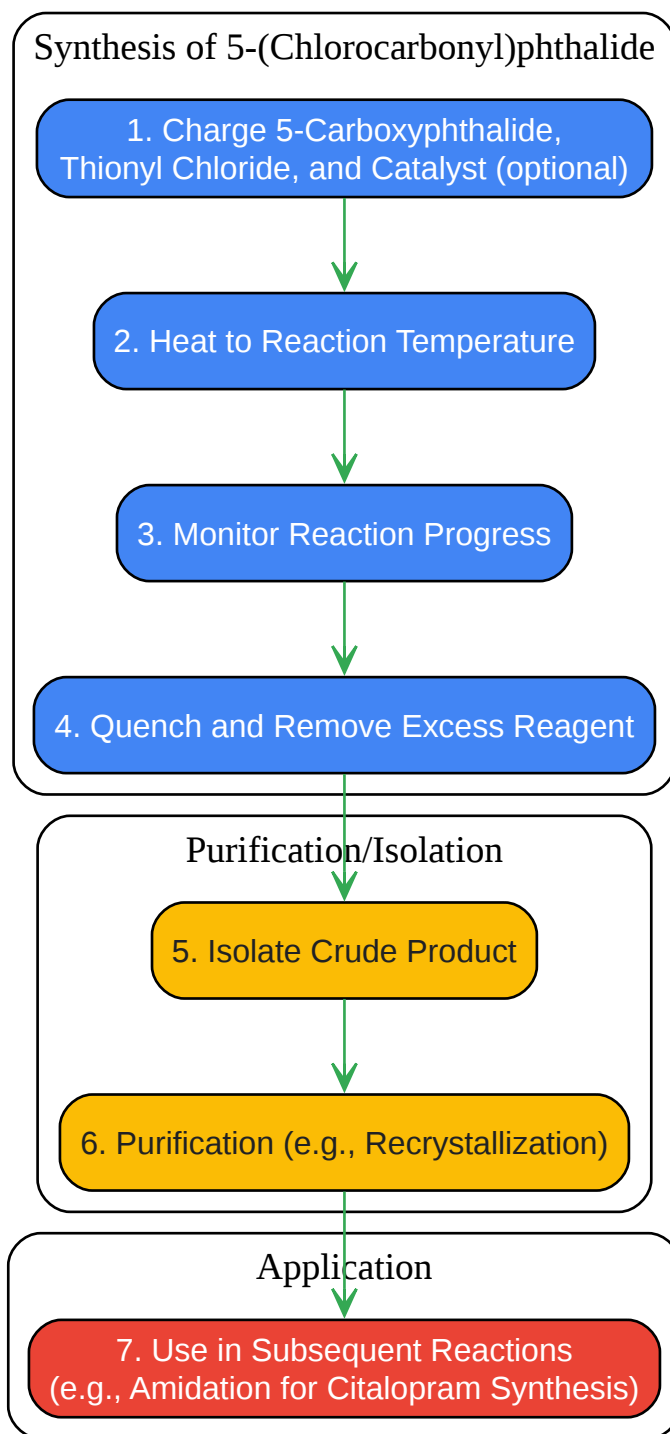 Synthesis of 5-(Chlorocarbonyl)phthalide
1. Charge 5-Carboxyphthalide,
Thionyl Chloride, and Catalyst (optional)
2. Heat to Reaction Temperature
3. Monitor Reaction Progress
4. Quench and Remove Excess Reagent
Purification/Isolation
5. Isolate Crude Product
6. Purification (e.g., Recrystallization)
Application
7. Use in Subsequent Reactions
(e.g., Amidation for Citalopram Synthesis)